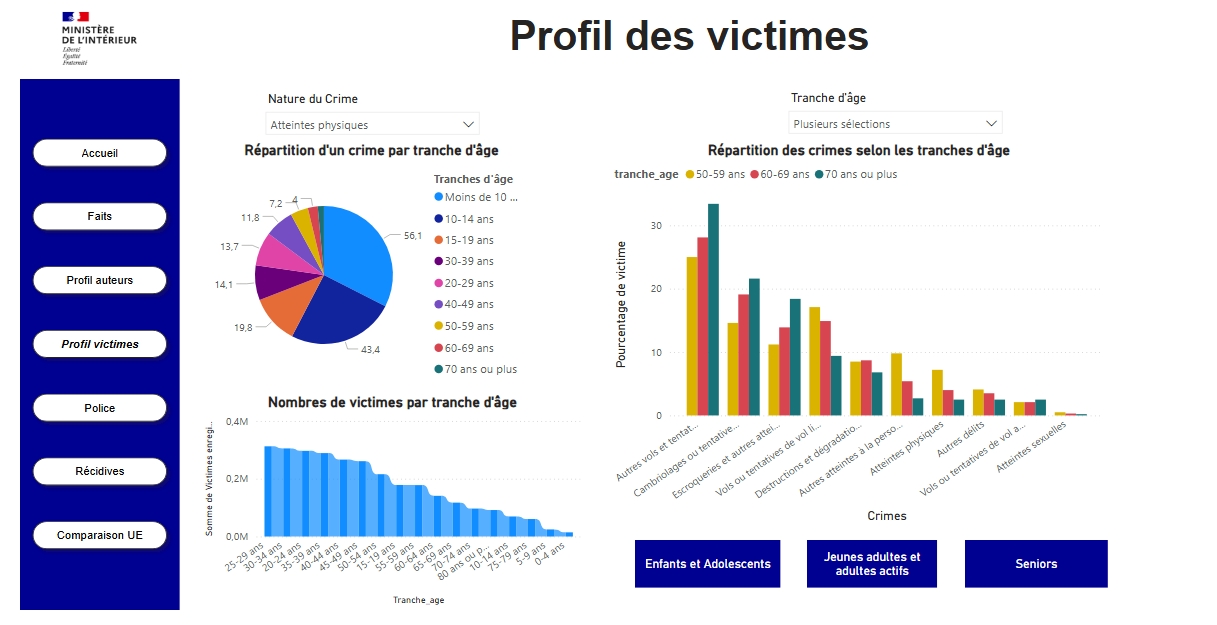 MINISTÈRE
DE L'INTÉRIEUR
Liberté
Égalité
Fraternité
Profil des victimes
Accueil
Faits
Profil auteurs
Profil victimes
Police
Récidives
Comparaison UE
Nature du Crime
Atteintes physiques
Répartition d'un crime par tranche d'âge
Tranches d'âge
Moins de 10 ...
10-14 ans
15-19 ans
30-39 ans
20-29 ans
40-49 ans
50-59 ans
60-69 ans
70 ans ou plus
56,1
43,4
19,8
14,1
13,7
11,8
7,2
4
Nombres de victimes par tranche d'âge
Somme de Victimes enregi...
0,4M
0,2M
0,0M
25-29 ans
30-34 ans
20-24 ans
35-39 ans
40-44 ans
45-49 ans
50-54 ans
15-19 ans
55-59 ans
60-64 ans
65-69 ans
70-74 ans
80 ans ou p...
10-14 ans
75-79 ans
5-9 ans
0-4 ans
Tranche_age
Tranche d'âge
Plusieurs sélections
Répartition des crimes selon les tranches d'âge
tranche_age 50-59 ans 60-69 ans 70 ans ou plus
Pourcentage de victime
30
20
10
0
Autres vols et tentat...
Cambriolages ou tentative...
Escroqueries et autres attei...
Vols ou tentatives de vol li...
Destructions et dégradatio...
Autres atteintes à la perso...
Atteintes physiques
Autres délits
Vols ou tentatives de vol a...
Atteintes sexuelles
Crimes
Enfants et Adolescents
Jeunes adultes et
adultes actifs
Seniors